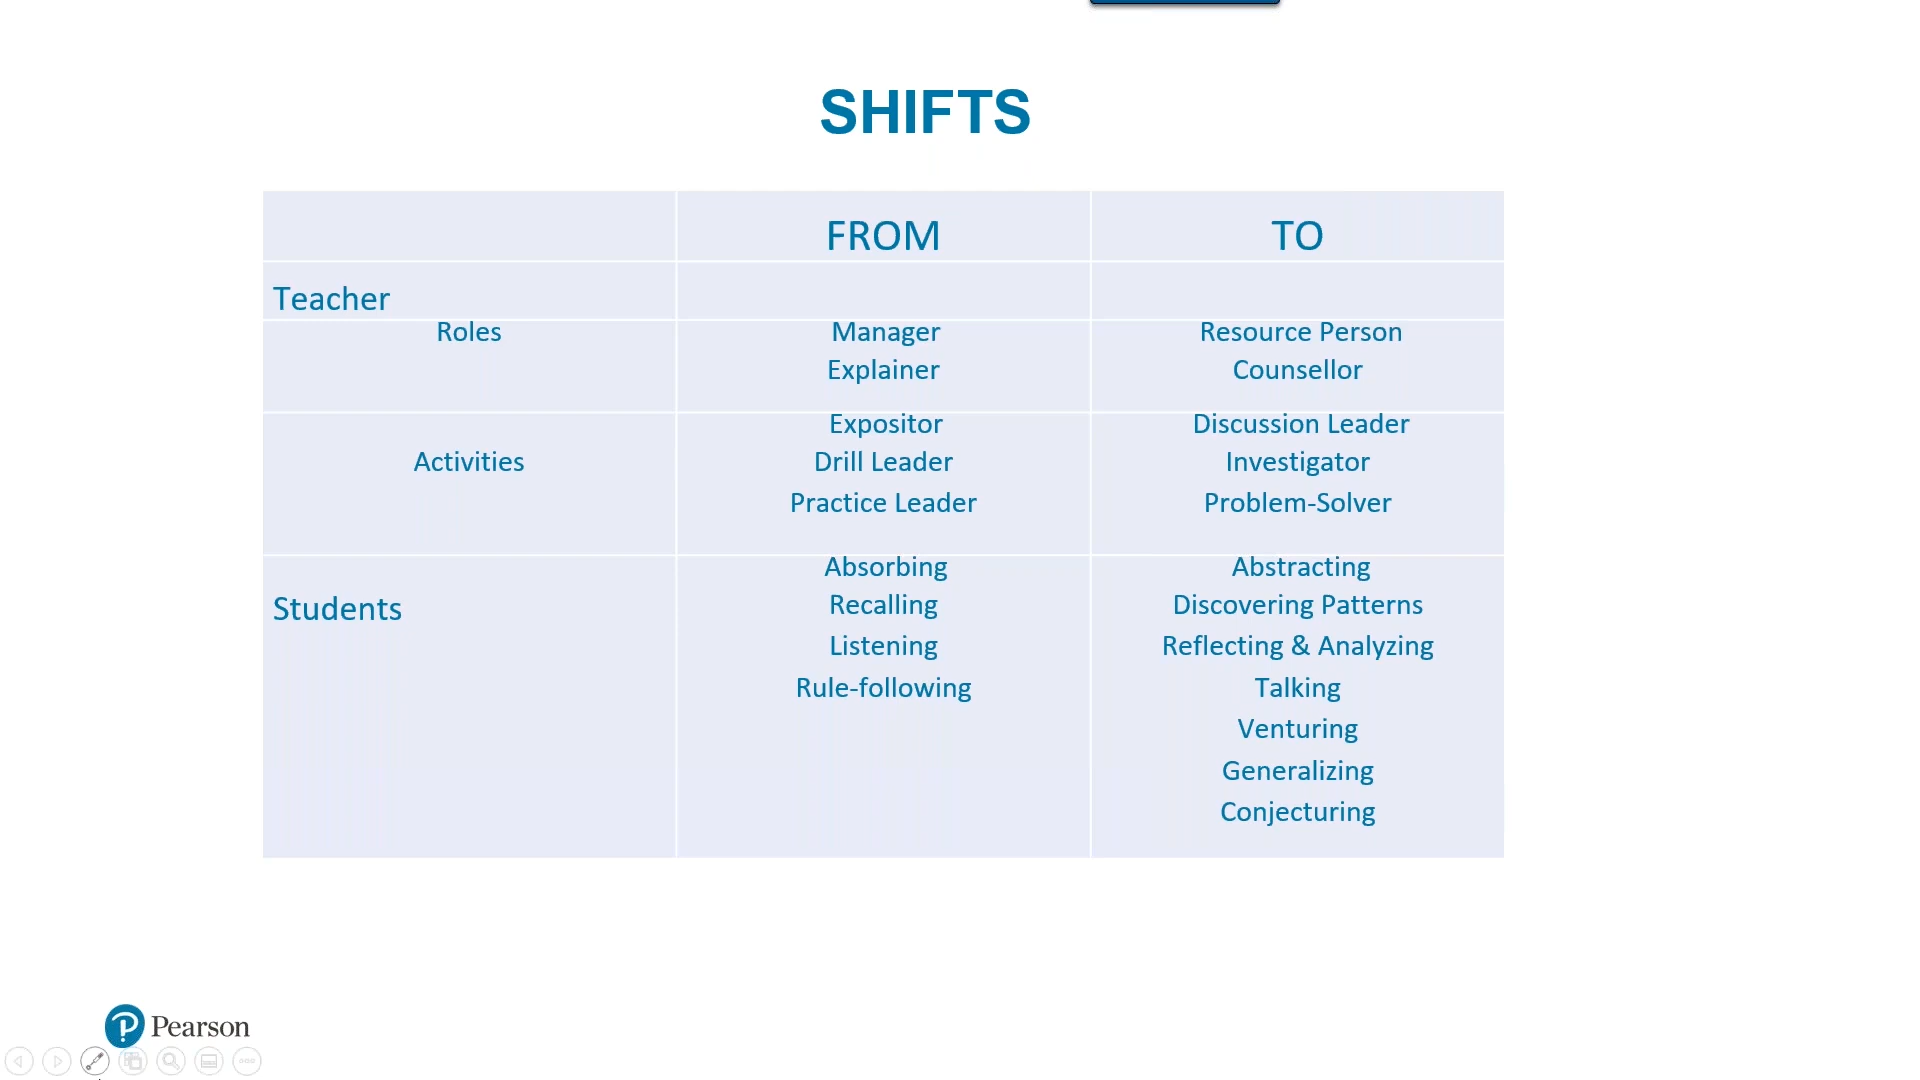 SHIFTS
FROM TO
Teacher
Roles Manager Resource Person
Explainer Counsellor
Expositor Discussion Leader
Activities Drill Leader Investigator
Practice Leader Problem-Solver
Absorbing Abstracting
Students Recalling Discovering Patterns
Listening Reflecting & Analyzing
Rule-following Talking
Venturing
Generalizing
Conjecturing
Pearson